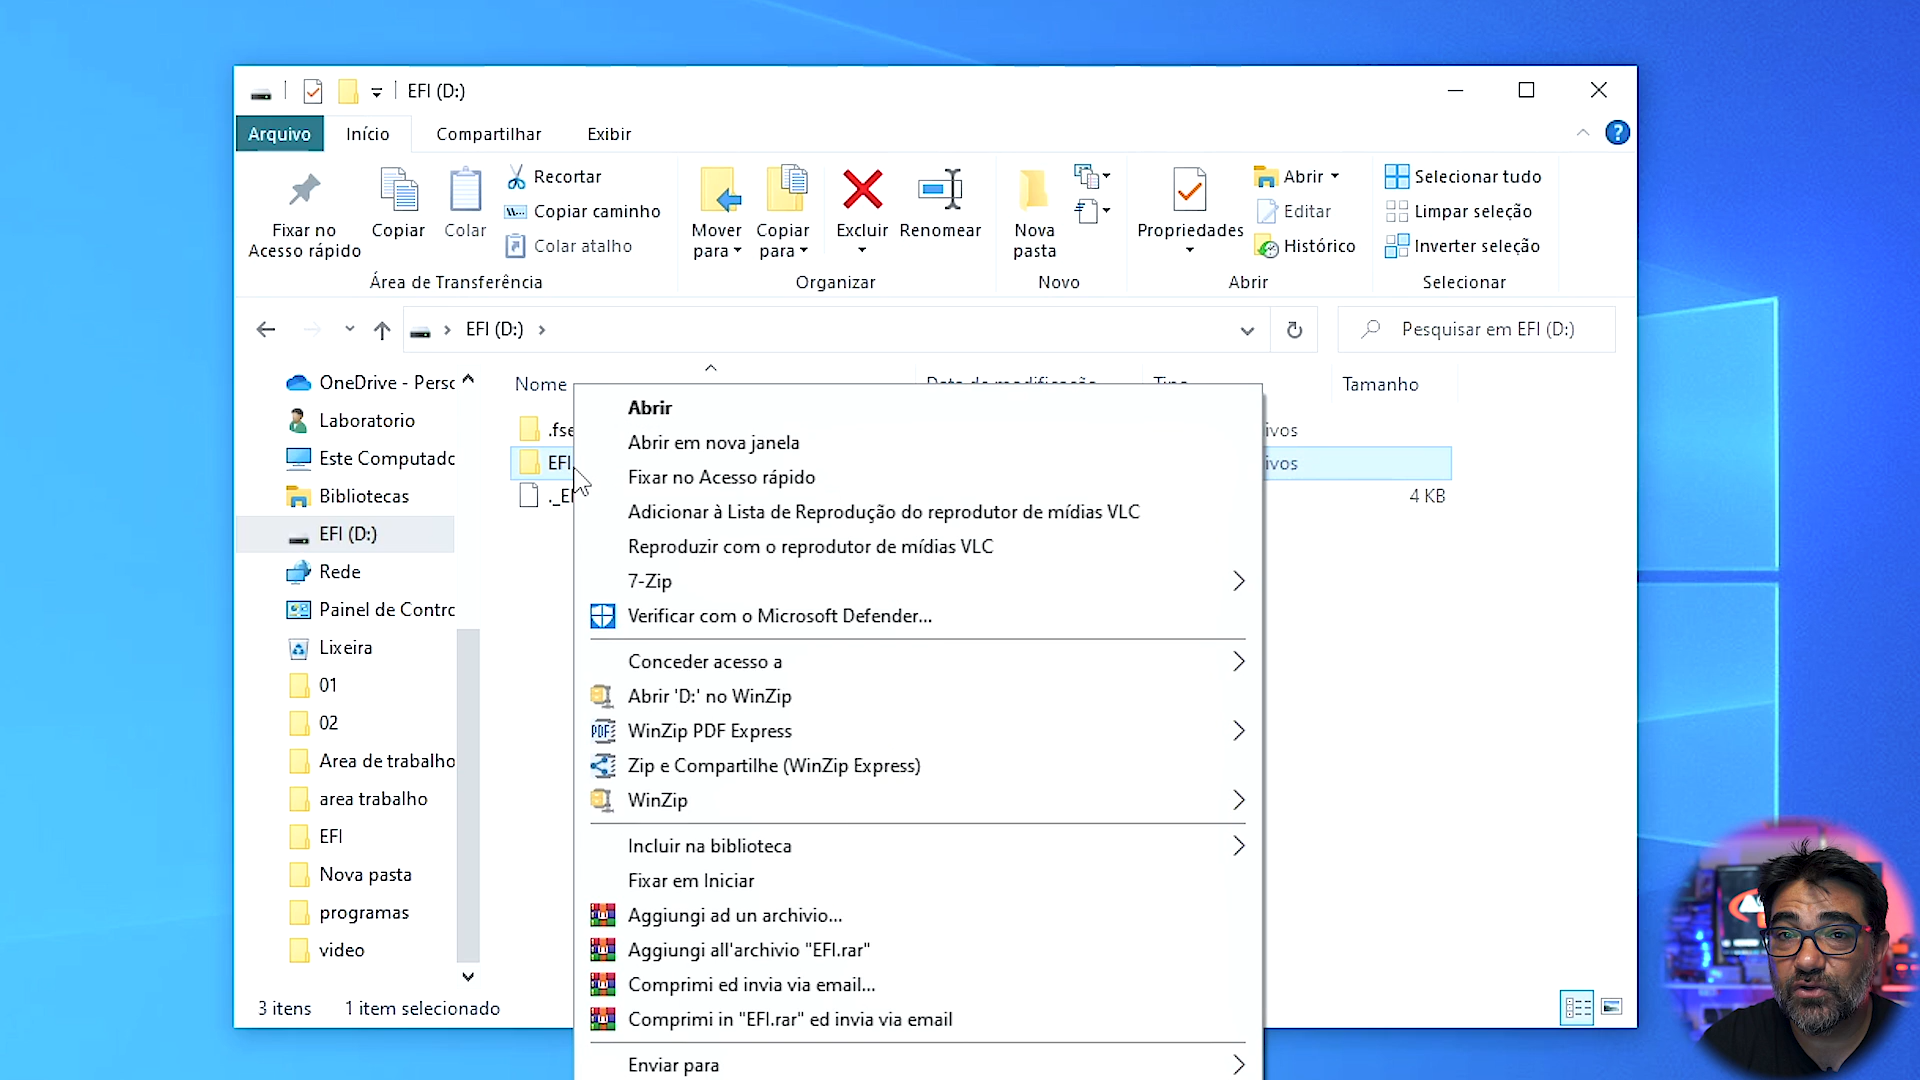 EFI (D:)
Arquivo Início Compartilhar Exibir
Fixar no Acesso rápido
Copiar
Colar
Recortar
Copiar caminho
Colar atalho
Área de Transferência
Mover para
Copiar para
Excluir
Renomear
Organizar
Nova pasta
Novo
Propriedades
Abrir
Editar
Histórico
Abrir
Selecionar tudo
Limpar seleção
Inverter seleção
Selecionar
EFI (D:)
Pesquisar em EFI (D:)
OneDrive - Perso
Laboratorio
Este Computado
Bibliotecas
EFI (D:)
Rede
Painel de Contro
Lixeira
01
02
Area de trabalho
area trabalho
EFI
Nova pasta
programas
video
Nome Data de modificação Tipo Tamanho
.fse ivos
EFI ivos
._E 4 KB
Abrir
Abrir em nova janela
Fixar no Acesso rápido
Adicionar à Lista de Reprodução do reprodutor de mídias VLC
Reproduzir com o reprodutor de mídias VLC
7-Zip
Verificar com o Microsoft Defender...
Conceder acesso a
Abrir 'D:' no WinZip
WinZip PDF Express
Zip e Compartilhe (WinZip Express)
WinZip
Incluir na biblioteca
Fixar em Iniciar
Aggiungi ad un archivio...
Aggiungi all'archivio "EFI.rar"
Comprimi ed invia via email...
Comprimi in "EFI.rar" ed invia via email
Enviar para
3 itens 1 item selecionado